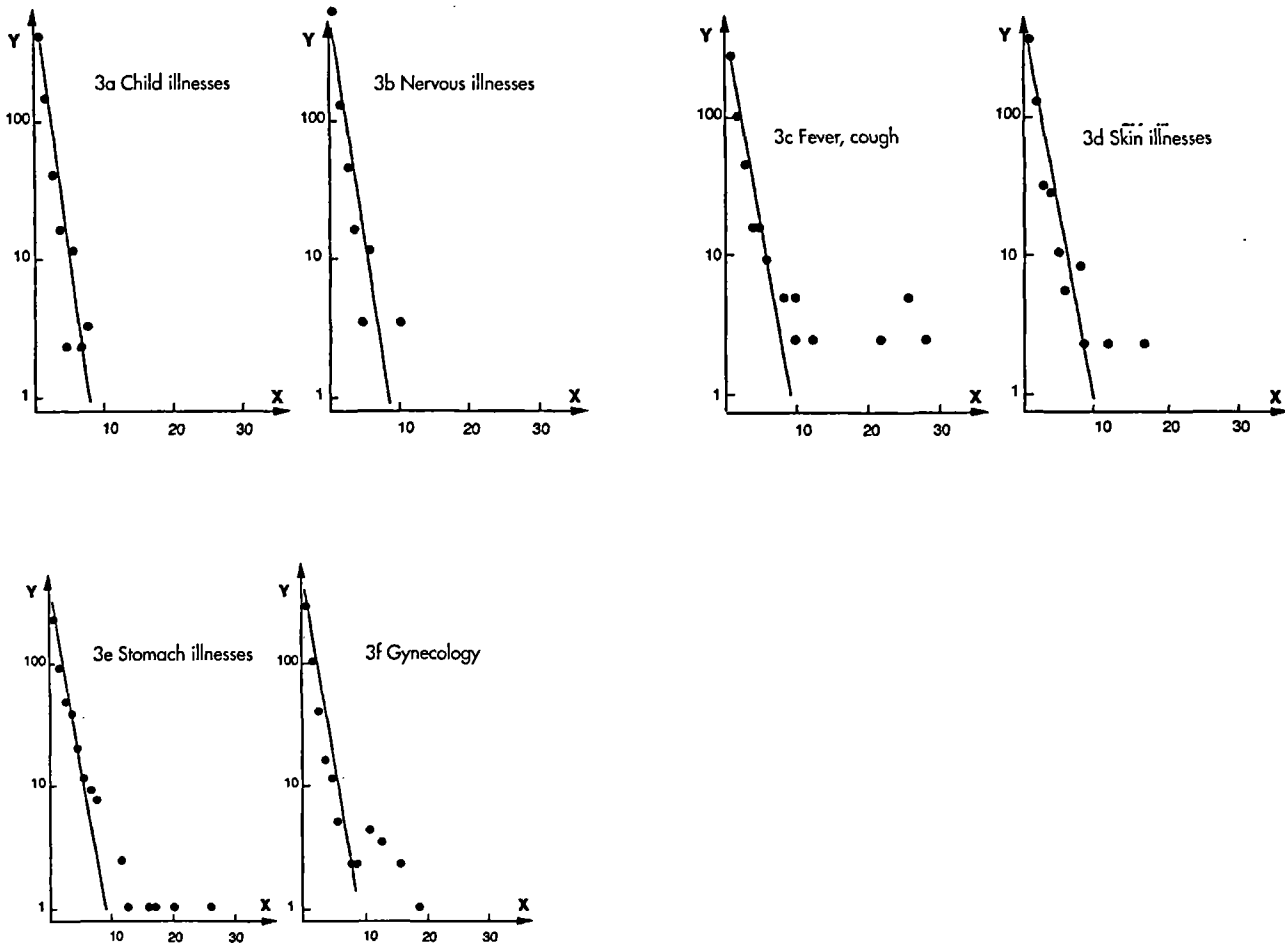 Y
3a Child illnesses
100
10
1
X
10 20 30
Y
3b Nervous illnesses
100
10
1
X
10 20 30
Y
3c Fever, cough
100
10
1
X
10 20 30
Y
3d Skin illnesses
100
10
1
X
10 20 30
Y
3e Stomach illnesses
100
10
1
X
10 20 30
Y
3f Gynecology
100
10
1
X
10 20 30